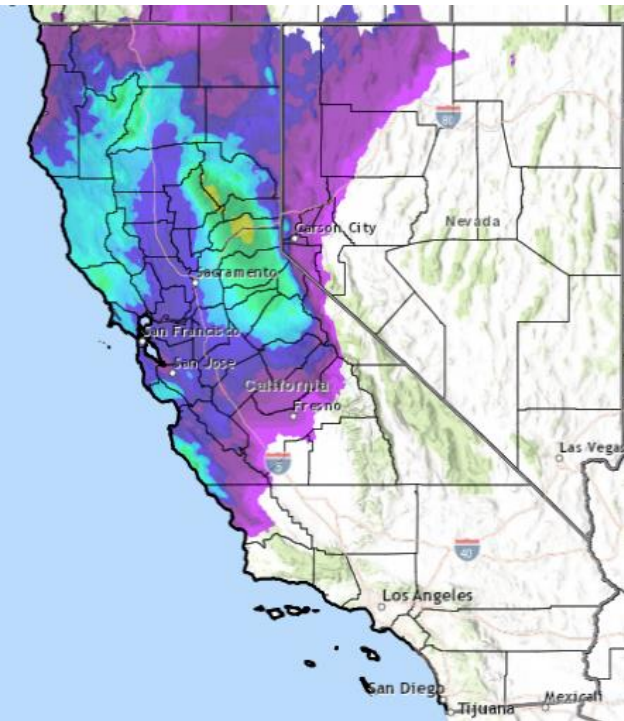 80
Carson City
Nevada
Sacramento
San Francisco
San Jose
California
Fresno
5
Las Vegas
40
Los Angeles
San Diego
Tijuana
Mexicali